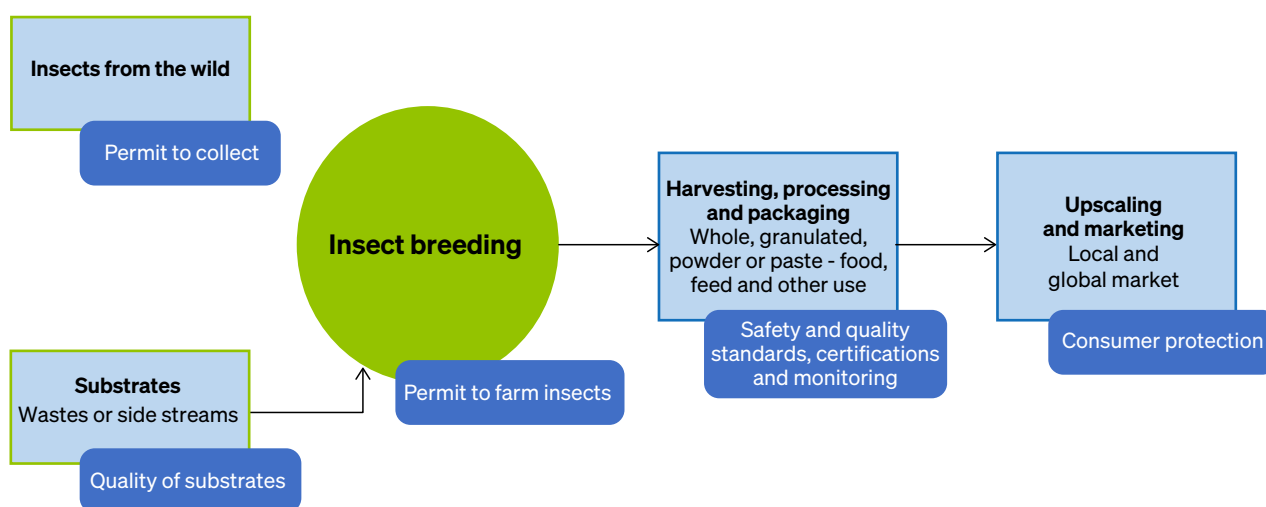 Insects from the wild
Permit to collect
Substrates
Wastes or side streams
Quality of substrates
Insect breeding
Permit to farm insects
Harvesting, processing
and packaging
Whole, granulated,
powder or paste - food,
feed and other use
Safety and quality
standards, certifications
and monitoring
Upscaling
and marketing
Local and
global market
Consumer protection